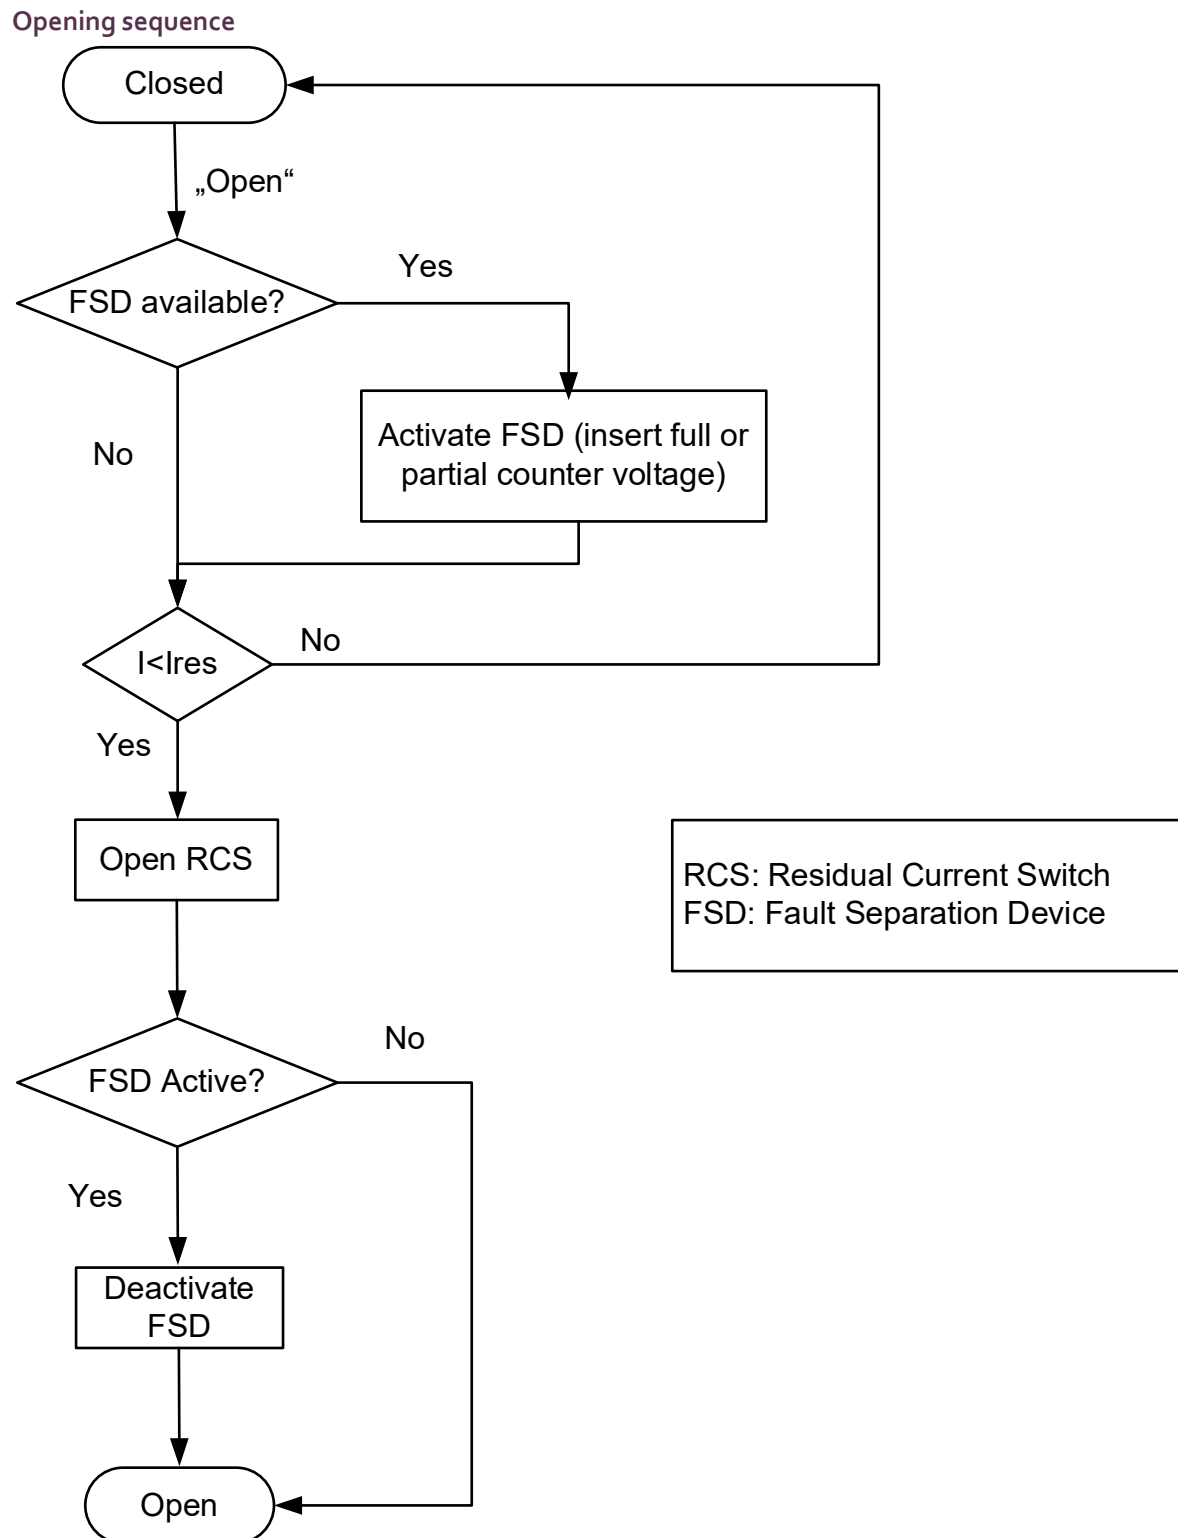 Opening sequence
Closed
„Open“
FSD available?
Yes
Activate FSD (insert full or
partial counter voltage)
No
I<Ires
No
Yes
Open RCS
RCS: Residual Current Switch
FSD: Fault Separation Device
FSD Active?
No
Yes
Deactivate
FSD
Open